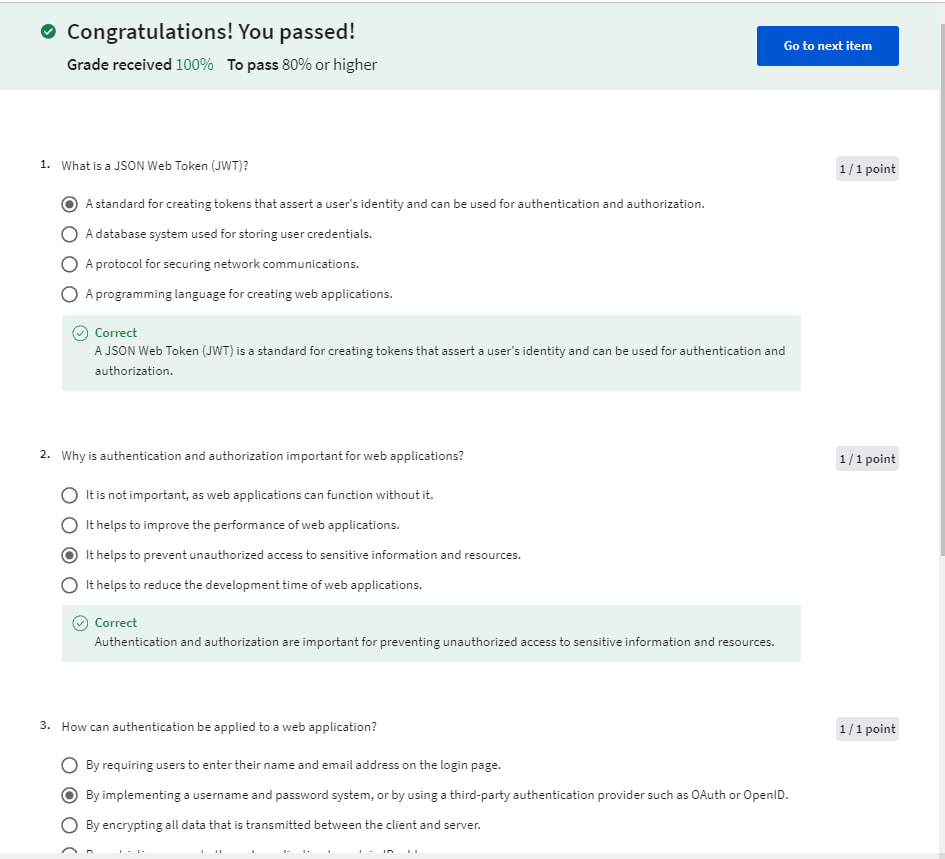 Congratulations! You passed!
Grade received 100% To pass 80% or higher
Go to next item
1. What is a JSON Web Token (JWT)?
1 / 1 point
A standard for creating tokens that assert a user's identity and can be used for authentication and authorization.
A database system used for storing user credentials.
A protocol for securing network communications.
A programming language for creating web applications.
Correct
A JSON Web Token (JWT) is a standard for creating tokens that assert a user's identity and can be used for authentication and
authorization.
2. Why is authentication and authorization important for web applications?
1 / 1 point
It is not important, as web applications can function without it.
It helps to improve the performance of web applications.
It helps to prevent unauthorized access to sensitive information and resources.
It helps to reduce the development time of web applications.
Correct
Authentication and authorization are important for preventing unauthorized access to sensitive information and resources.
3. How can authentication be applied to a web application?
1 / 1 point
By requiring users to enter their name and email address on the login page.
By implementing a username and password system, or by using a third-party authentication provider such as OAuth or OpenID.
By encrypting all data that is transmitted between the client and server.